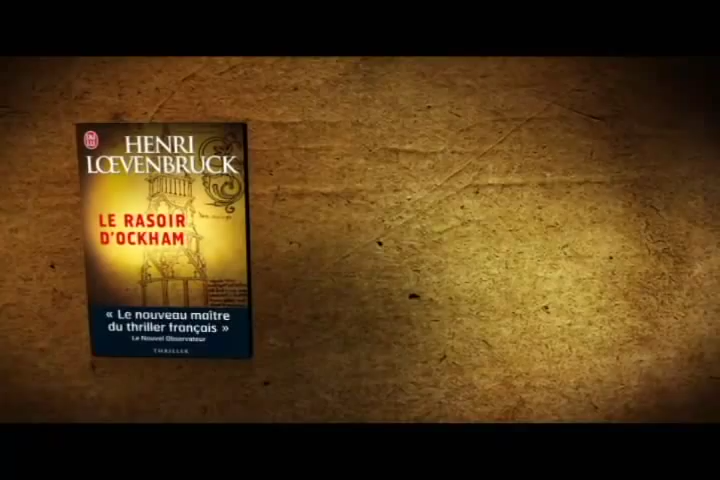 HENRI
LŒVENBRUCK
LE RASOIR
D'OCKHAM
« Le nouveau maître
du thriller français »
Le Nouvel Observateur
THRILLER